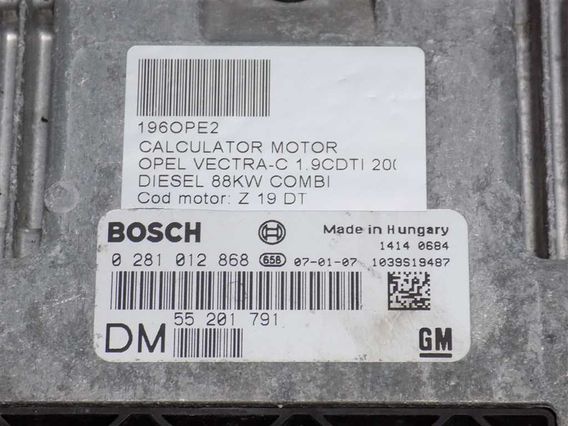 196OPE2
CALCULATOR MOTOR
OPEL VECTRA-C 1.9CDTI 200
DIESEL 88KW COMBI
Cod motor: Z 19 DT
BOSCH Made in Hungary
1414 0684
0 281 012 868 658 07-01-07 1039S19487
55 201 791
DM GM